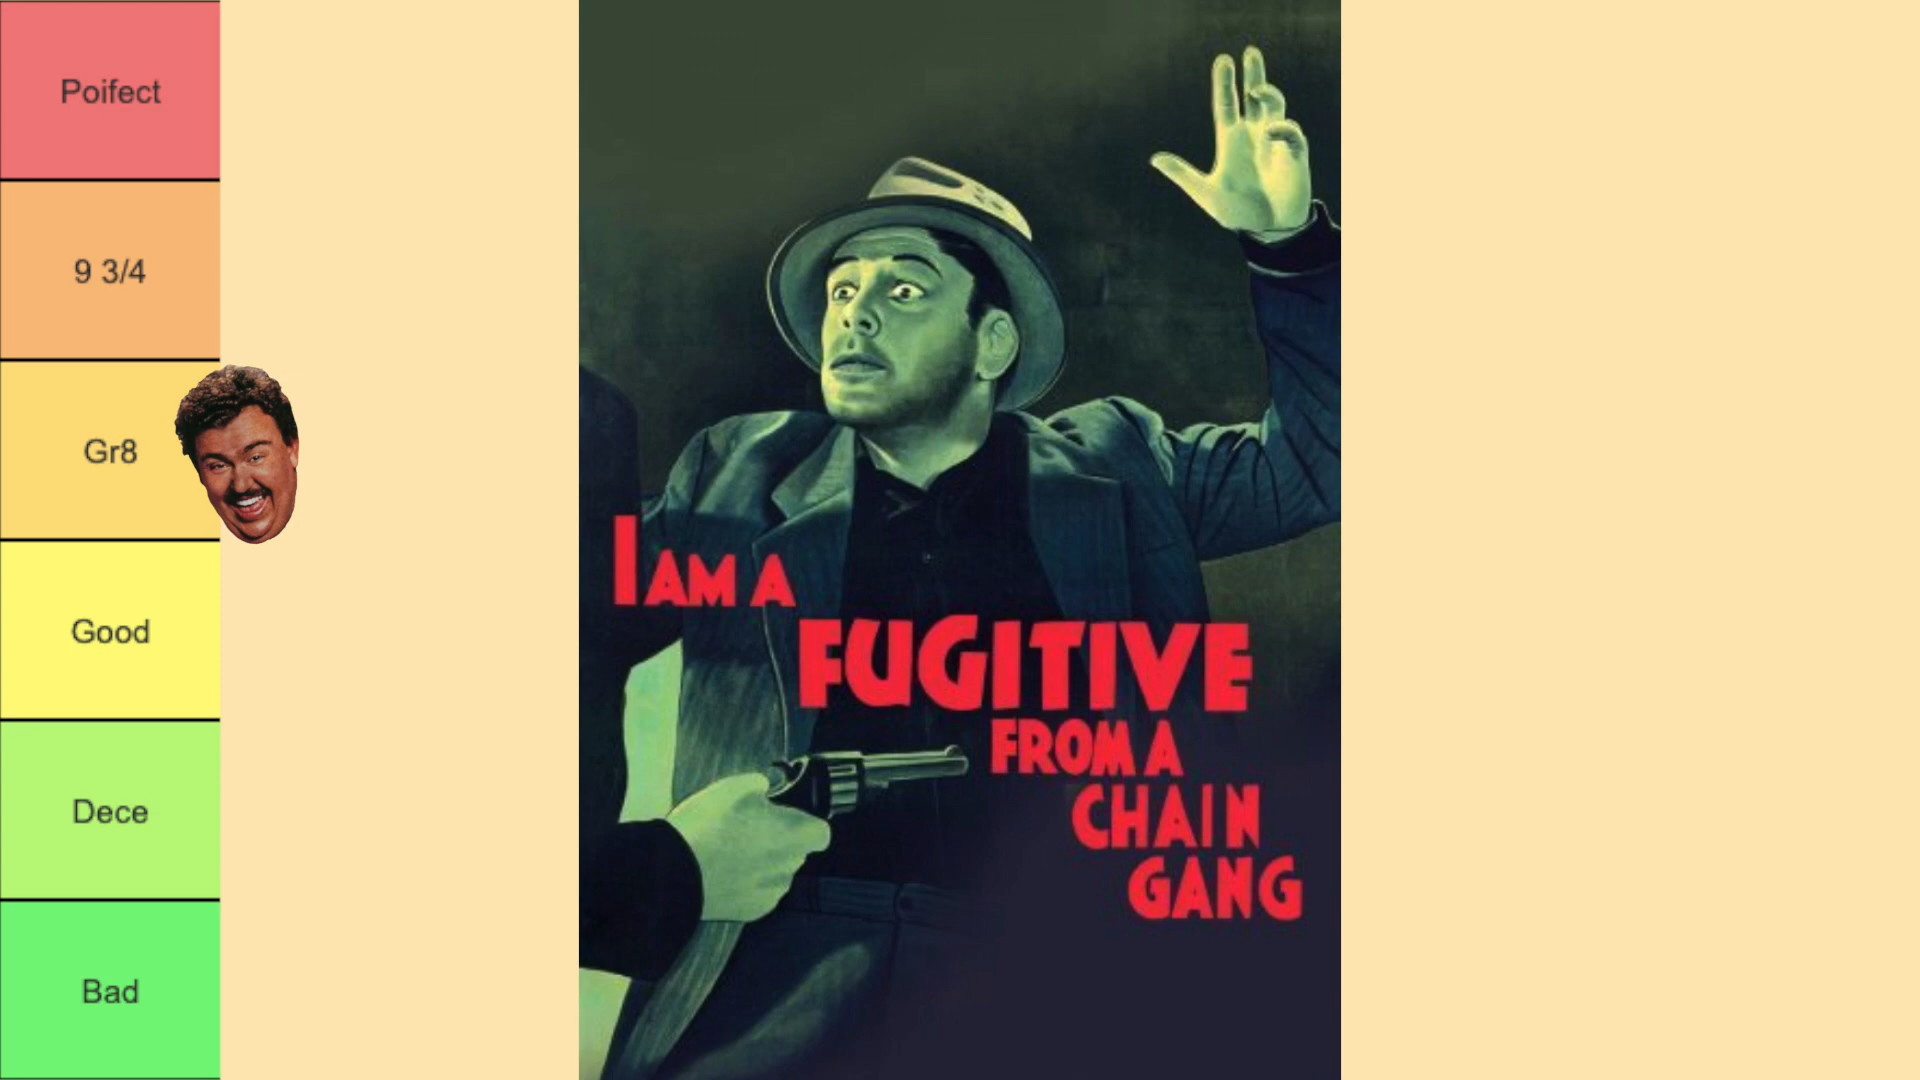 Poifect
9 3/4
Gr8
Good
Dece
Bad
I AM A
FUGITIVE
FROM A
CHAIN
GANG